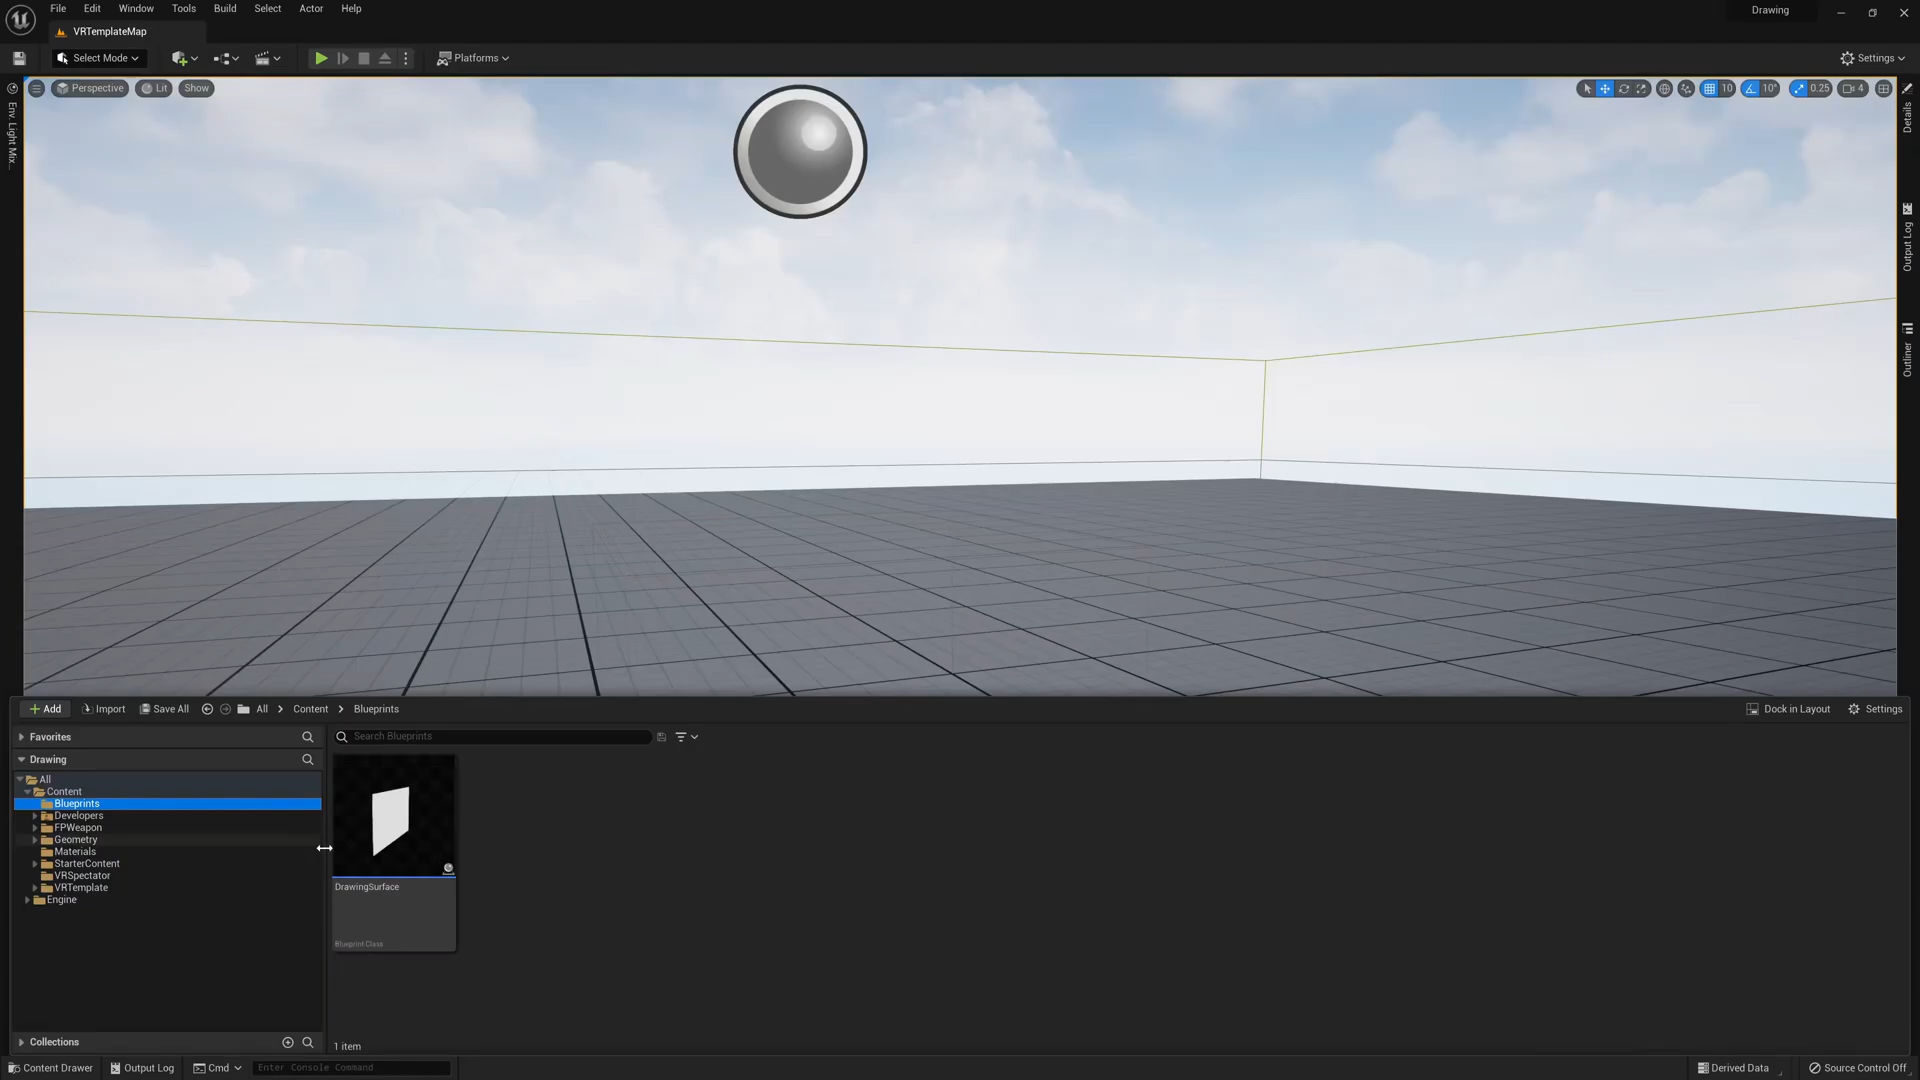 File Edit Window Tools Build Select Actor Help
Drawing
VRTemplateMap
Select Mode
Platforms
Settings
Perspective Lit Show
10 10° 0.25 4
Env. Light Mix...
Details
Output Log
Outliner
Add Import Save All All > Content > Blueprints
Dock in Layout Settings
Favorites
Search Blueprints
Drawing
All
Content
Blueprints
Developers
FPWeapon
Geometry
Materials
StarterContent
VRSpectator
VRTemplate
Engine
DrawingSurface
Blueprint Class
Collections
1 item
Content Drawer Output Log Cmd Enter Console Command
Derived Data Source Control Off